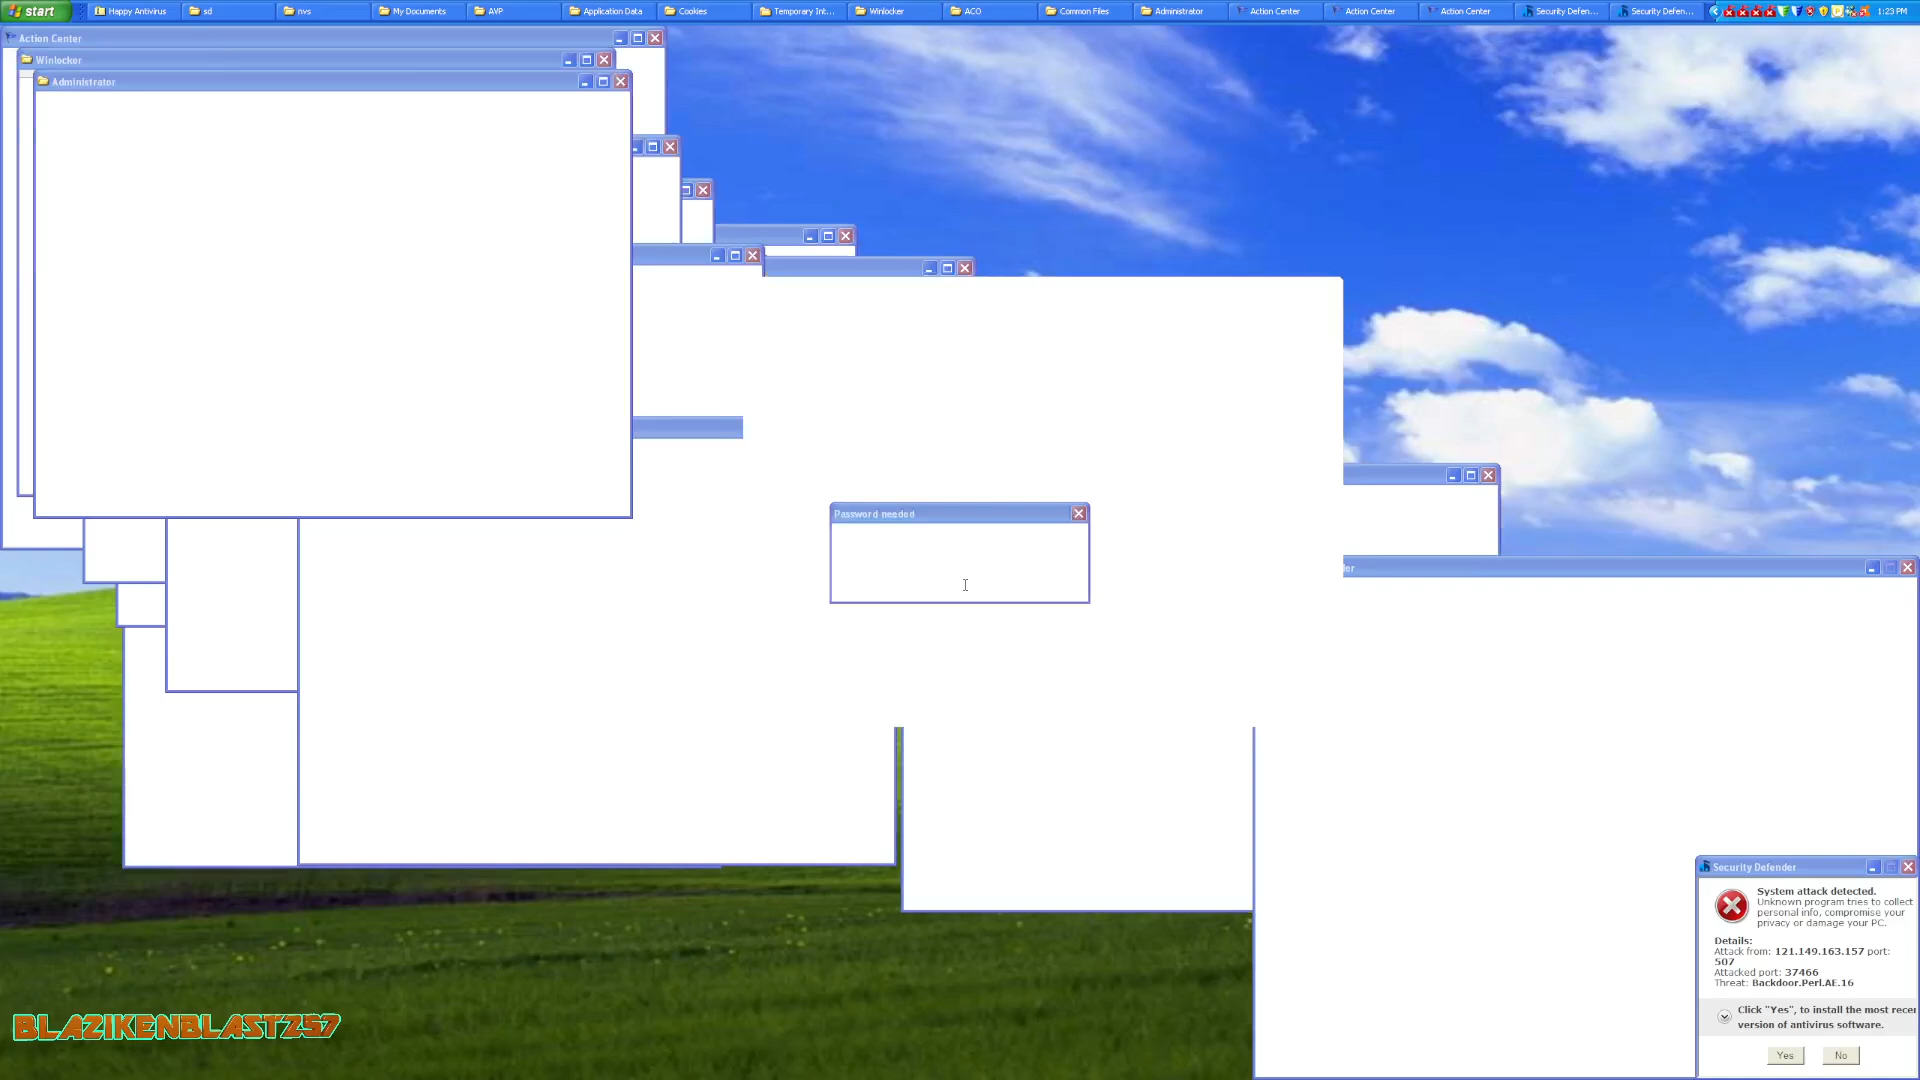 start
Happy Antivirus
sd
nvs
My Documents
AVP
Application Data
Cookies
Temporary Int...
Winlocker
ACO
Common Files
Administrator
Action Center
Action Center
Action Center
Security Defen...
Security Defen...
1:23 PM
Action Center
Winlocker
Administrator
Password needed
der
Security Defender
System attack detected.
Unknown program tries to collect
personal info, compromise your
privacy or damage your PC.
Details:
Attack from: 121.149.163.157 port:
507
Attacked port: 37466
Threat: Backdoor.Perl.AE.16
Click "Yes", to install the most recer
version of antivirus software.
Yes
No
BLAZIKENBLAST257